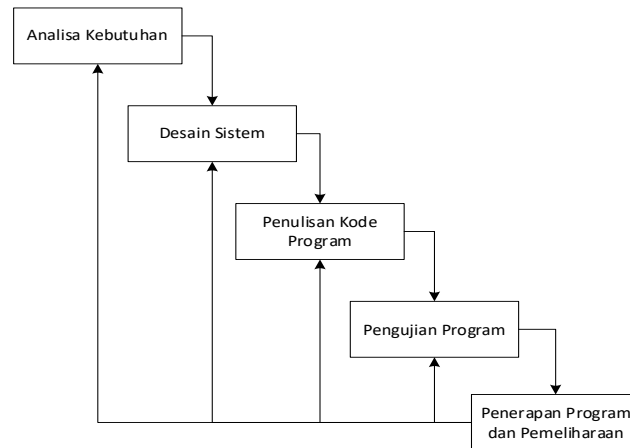 Analisa Kebutuhan
Desain Sistem
Penulisan Kode
Program
Pengujian Program
Penerapan Program
dan Pemeliharaan